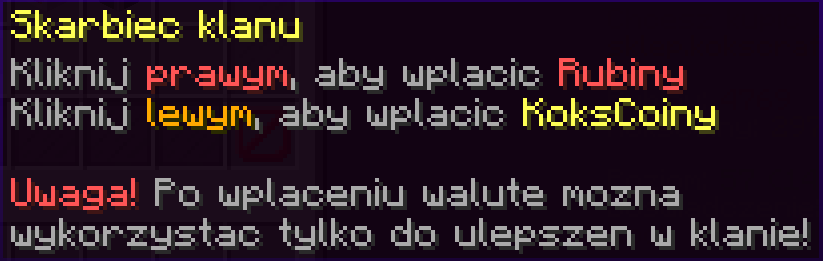 Skarbiec klanu
Kliknij prawym, aby wplacic Rubiny
Kliknij lewym, aby wplacic KoksCoiny
Uwaga! Po wplaceniu walute mozna
wykorzystac tylko do ulepszen w klanie!